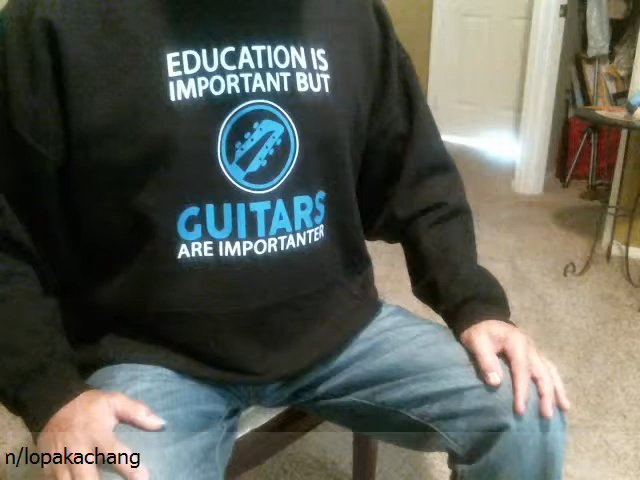 EDUCATION IS
IMPORTANT BUT
GUITARS
ARE IMPORTANTER
n/lopakachang